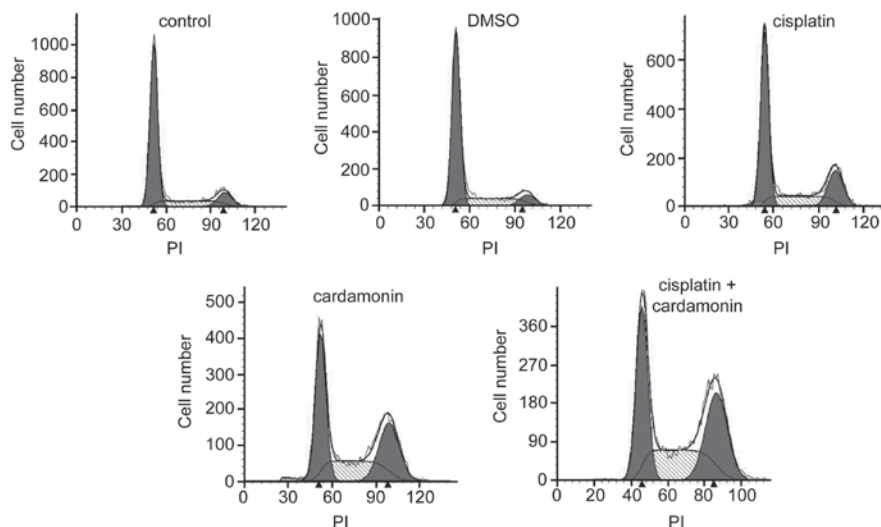 control
Cell number
1000
800
600
400
200
0
0 30 60 90 120
PI
DMSO
Cell number
1000
800
600
400
200
0
0 30 60 90 120
PI
cisplatin
Cell number
600
400
200
0
0 30 60 90 120
PI
cardamonin
Cell number
500
400
300
200
100
0
0 30 60 90 120
PI
cisplatin +
cardamonin
Cell number
360
270
180
90
0
0 20 40 60 80 100
PI